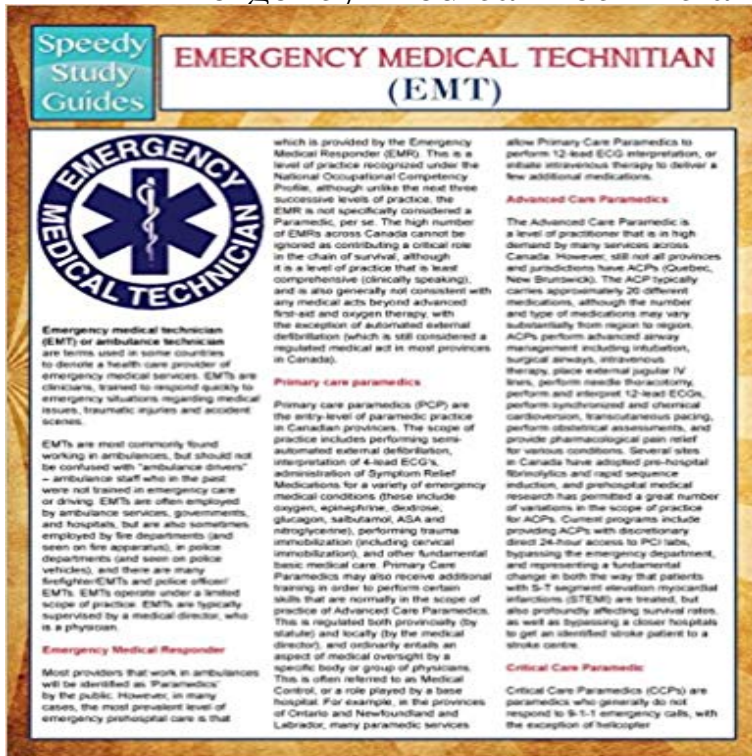 Speedy
Study
Guides
EMERGENCY MEDICAL TECHNITIAN
(EMT)
EMERGENCY
MEDICAL TECHNICIAN
Emergency medical technician
(EMT) or ambulance technician
are terms used in some countries
to denote a health care provider of
emergency medical services. EMTs are
clinicians, trained to respond quickly to
emergency situations regarding medical
issues, traumatic injuries and accident
scenes.
EMTs are most commonly found
working in ambulances, but should not
be confused with "ambulance drivers"
– ambulance staff who in the past
were not trained in emergency care
or driving. EMTs are often employed
by ambulance services, governments,
and hospitals, but are also sometimes
employed by fire departments (and
seen on fire apparatus), in police
departments (and seen on police
vehicles), and there are many
firefighter/EMTs and police officer/
EMTs. EMTs operate under a limited
scope of practice. EMTs are typically
supervised by a medical director, who
is a physician.
Emergency Medical Responder
Most providers that work in ambulances
will be identified as 'Paramedics'
by the public. However, in many
cases, the most prevalent level of
emergency prehospital care is that
which is provided by the Emergency
Medical Responder (EMR). This is a
level of practice recognized under the
National Occupational Competency
Profile, although unlike the next three
successive levels of practice, the
EMR is not specifically considered a
Paramedic, per se. The high number
of EMRs across Canada cannot be
ignored as contributing a critical role
in the chain of survival, although
it is a level of practice that is least
comprehensive (clinically speaking),
and is also generally not consistent with
any medical acts beyond advanced
first-aid and oxygen therapy, with
the exception of automated external
defibrillation (which is still considered a
regulated medical act in most provinces
in Canada).
Primary care paramedics
Primary care paramedics (PCP) are
the entry-level of paramedic practice
in Canadian provinces. The scope of
practice includes performing semi-
automated external defibrillation,
interpretation of 4-lead ECG's,
administration of Symptom Relief
Medications for a variety of emergency
medical conditions (these include
oxygen, epinephrine, dextrose,
glucagon, salbutamol, ASA and
nitroglycerine), performing trauma
immobilization (including cervical
immobilization), and other fundamental
basic medical care. Primary Care
Paramedics may also receive additional
training in order to perform certain
skills that are normally in the scope of
practice of Advanced Care Paramedics.
This is regulated both provincially (by
statute) and locally (by the medical
director), and ordinarily entails an
aspect of medical oversight by a
specific body or group of physicians.
This is often referred to as Medical
Control, or a role played by a base
hospital. For example, in the provinces
of Ontario and Newfoundland and
Labrador, many paramedic services
allow Primary Care Paramedics to
perform 12-lead ECG interpretation, or
initiate intravenous therapy to deliver a
few additional medications.
Advanced Care Paramedics
The Advanced Care Paramedic is
a level of practitioner that is in high
demand by many services across
Canada. However, still not all provinces
and jurisdictions have ACPs (Quebec,
New Brunswick). The ACP typically
carries approximately 20 different
medications, although the number
and type of medications may vary
substantially from region to region.
ACPs perform advanced airway
management including intubation,
surgical airways, intravenous
therapy, place external jugular IV
lines, perform needle thoracotomy,
perform and interpret 12-lead ECGs,
perform synchronized and chemical
cardioversion, transcutaneous pacing,
perform obstetrical assessments, and
provide pharmacological pain relief
for various conditions. Several sites
in Canada have adopted pre-hospital
fibrinolytics and rapid sequence
induction, and prehospital medical
research has permitted a great number
of variations in the scope of practice
for ACPs. Current programs include
providing ACPs with discretionary
direct 24-hour access to PCI labs,
bypassing the emergency department,
and representing a fundamental
change in both the way that patients
with S-T segment elevation myocardial
infarctions (STEMI) are treated, but
also profoundly affecting survival rates,
as well as bypassing a closer hospitals
to get an identified stroke patient to a
stroke centre.
Critical Care Paramedic
Critical Care Paramedics (CCPs) are
paramedics who generally do not
respond to 9-1-1 emergency calls, with
the exception of helicopter